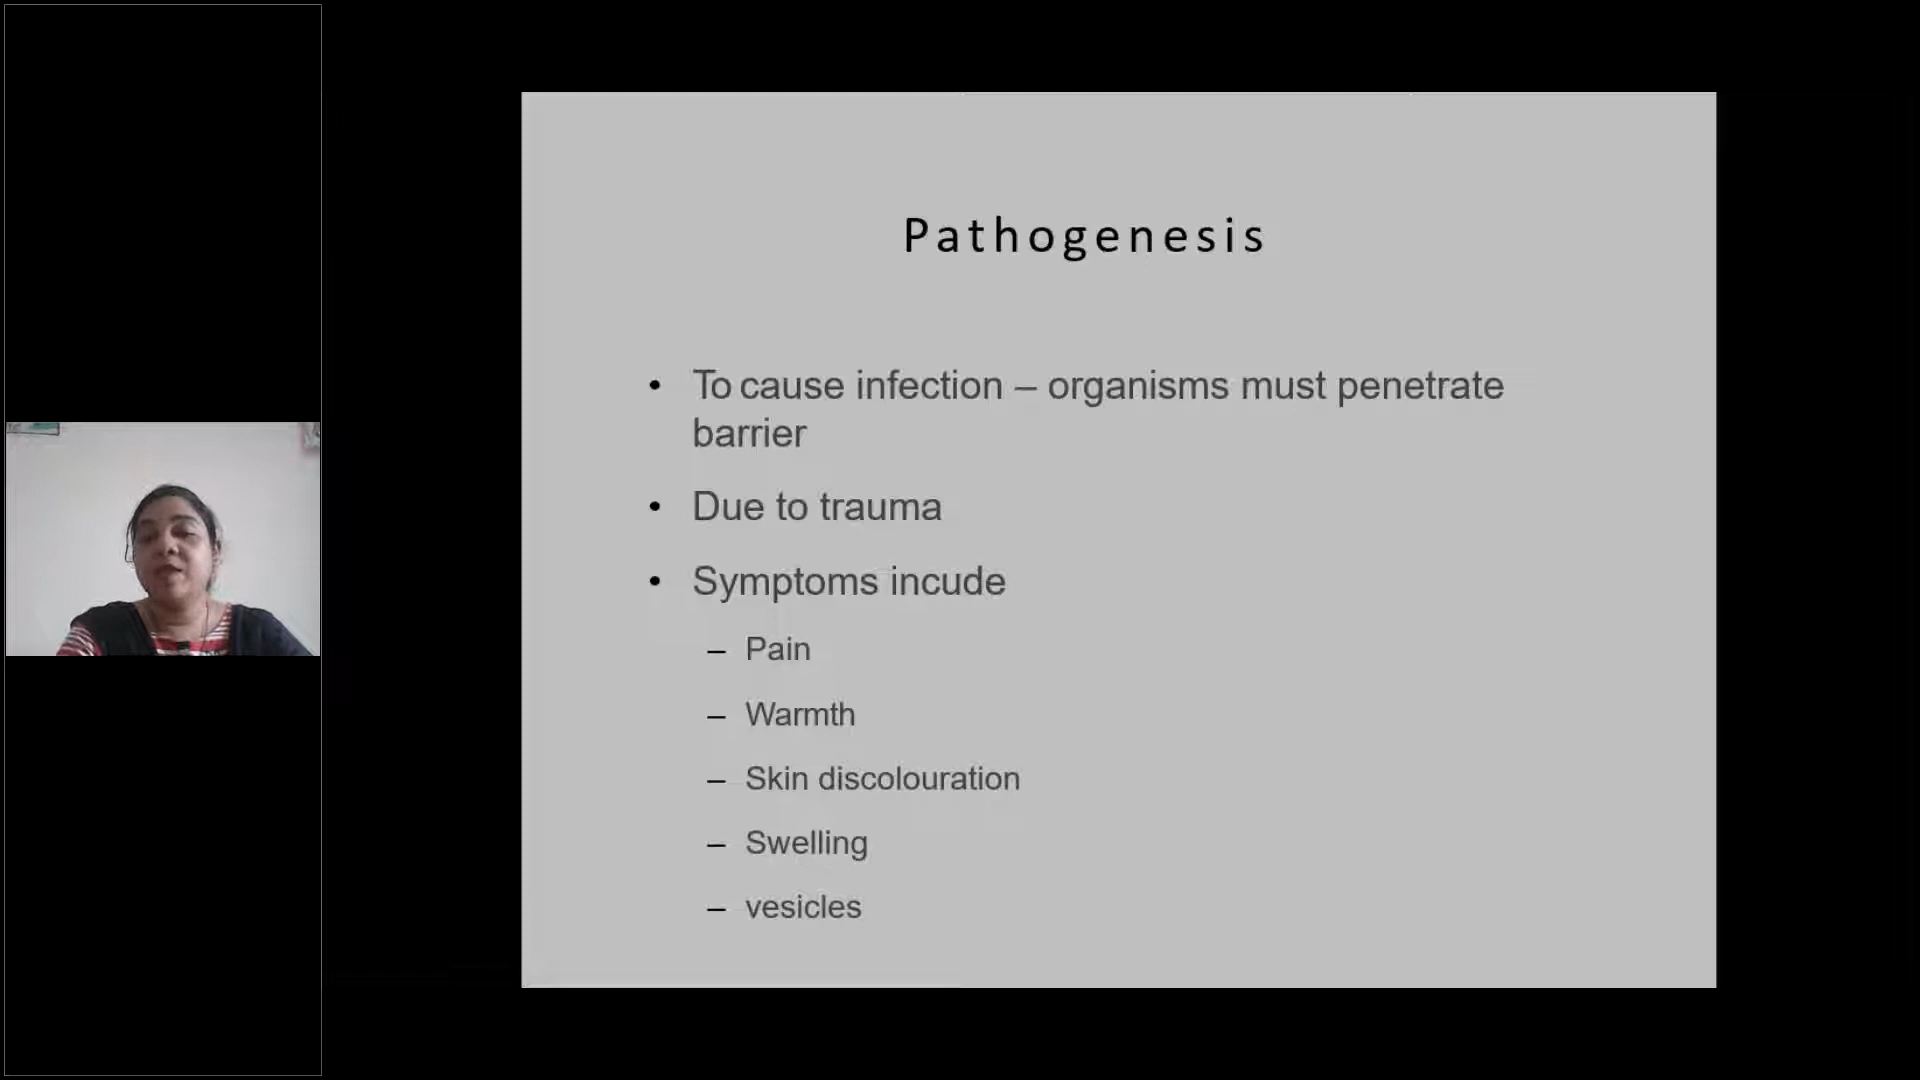 Pathogenesis
• To cause infection – organisms must penetrate
barrier
• Due to trauma
• Symptoms incude
– Pain
– Warmth
– Skin discolouration
– Swelling
– vesicles